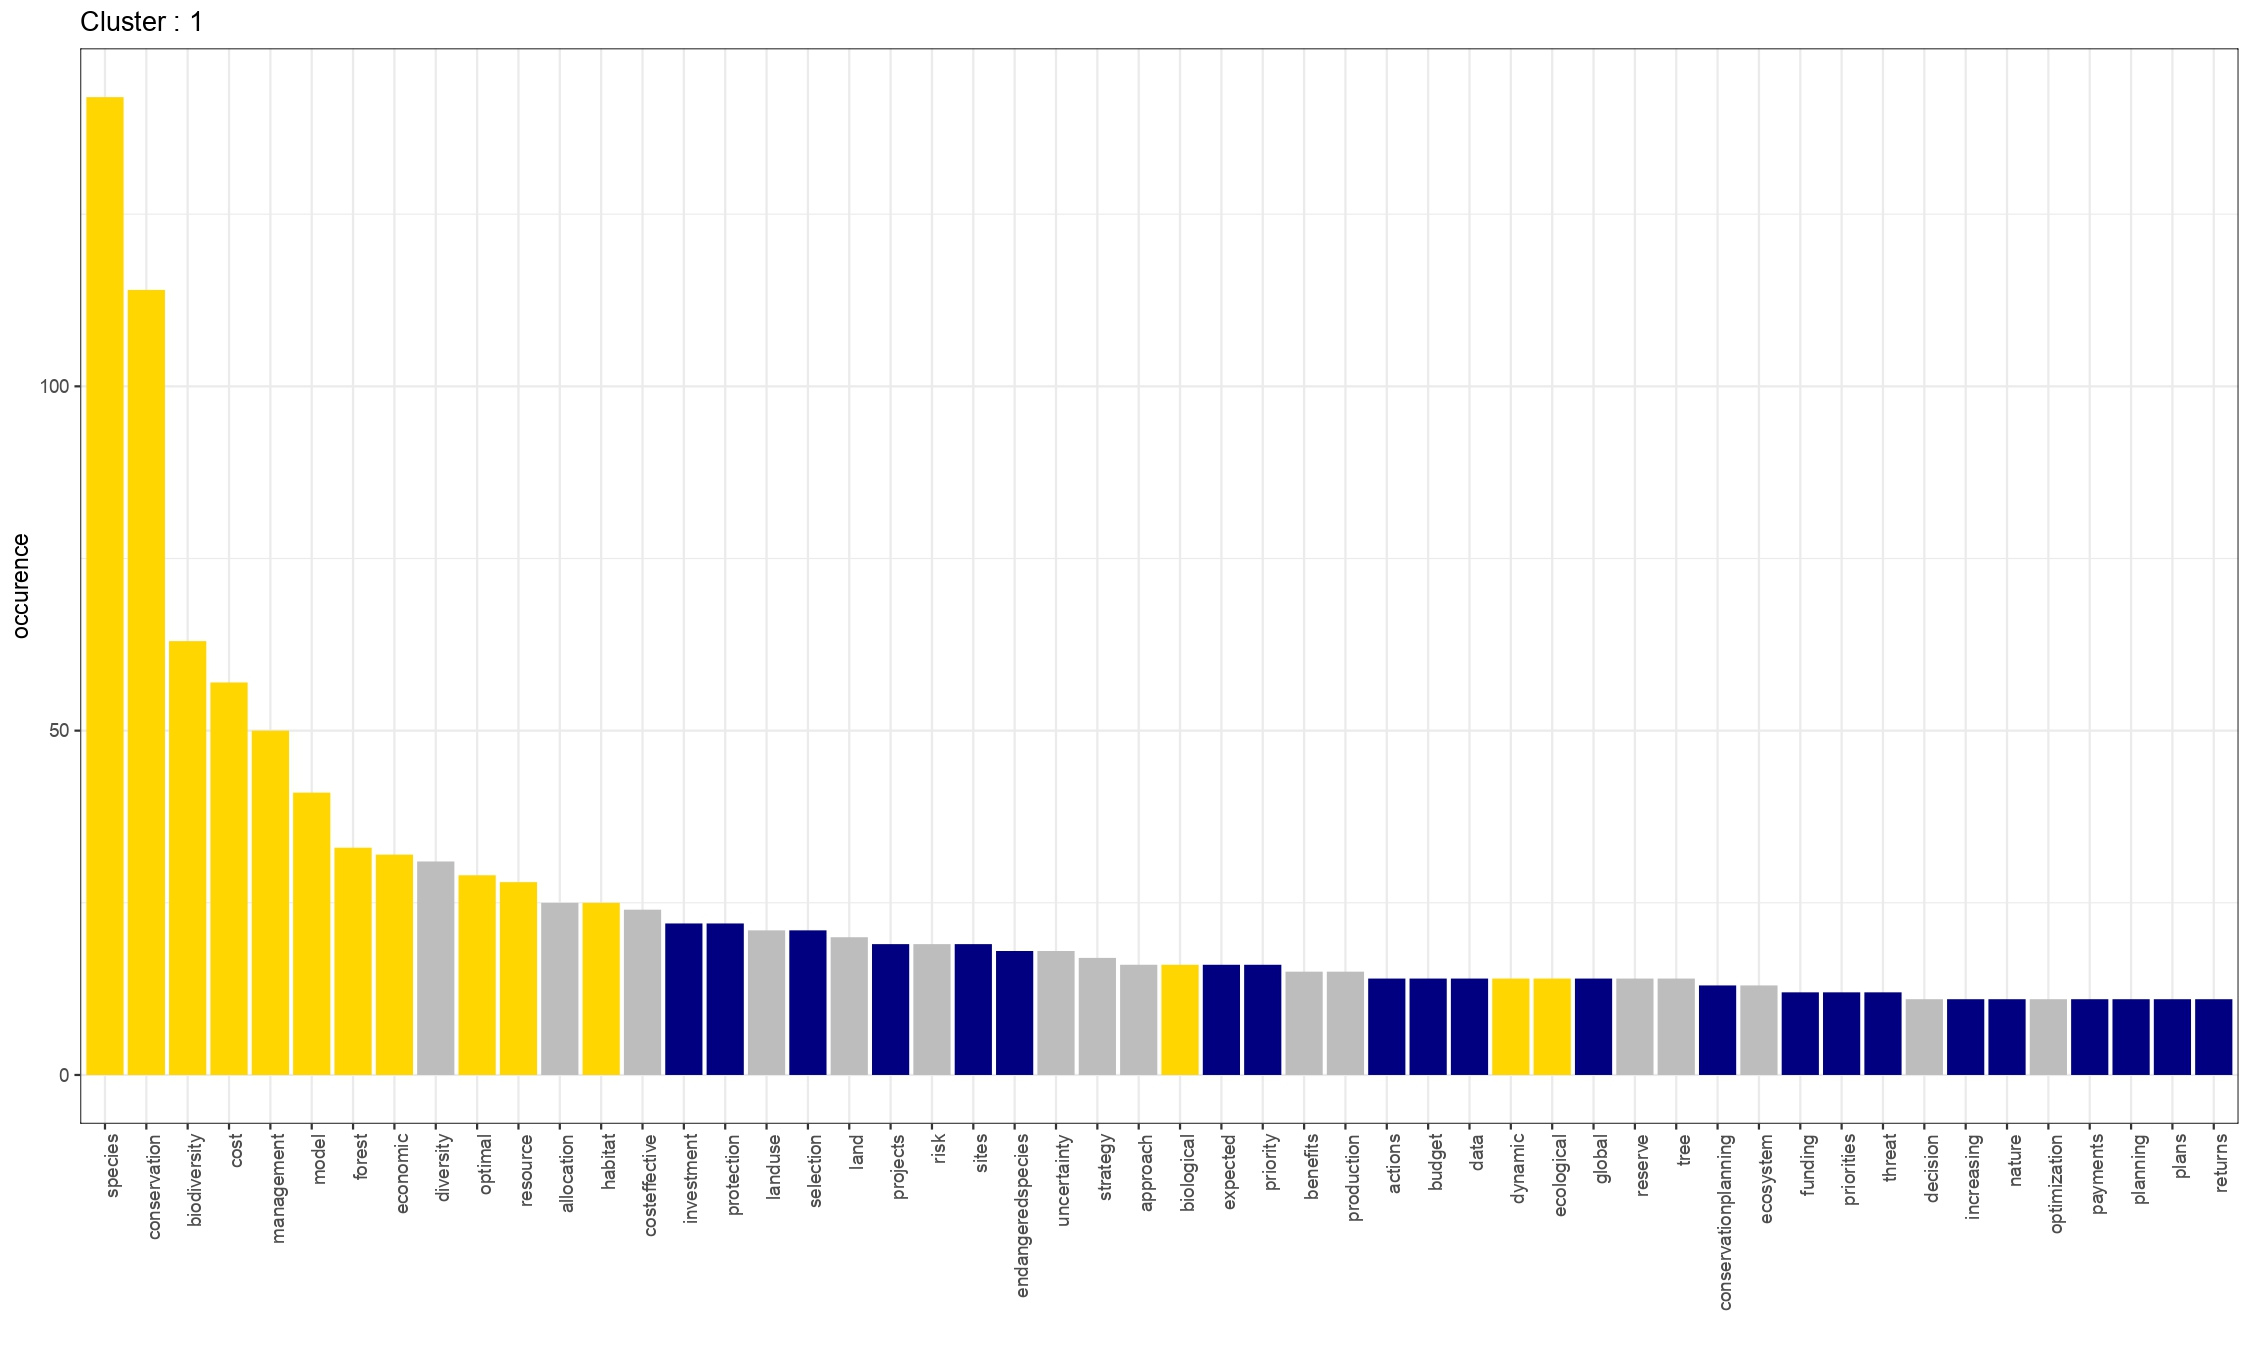 Cluster : 1
occurence
100
50
0
species
conservation
biodiversity
cost
management
model
forest
economic
diversity
optimal
resource
allocation
habitat
costeffective
investment
protection
landuse
selection
land
projects
risk
sites
endangeredspecies
uncertainty
strategy
approach
biological
expected
priority
benefits
production
actions
budget
data
dynamic
ecological
global
reserve
tree
conservationplanning
ecosystem
funding
priorities
threat
decision
increasing
nature
optimization
payments
planning
plans
returns